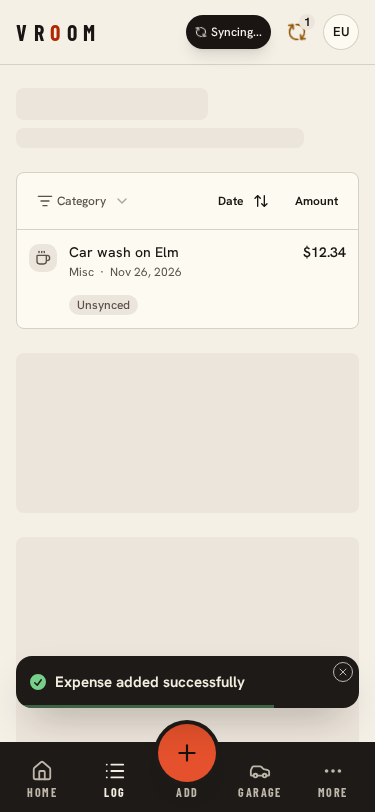 VROOM
Syncing...
1
EU
Category
Date
Amount
Car wash on Elm
$12.34
Misc · Nov 26, 2026
Unsynced
Expense added successfully
HOME
LOG
ADD
GARAGE
MORE